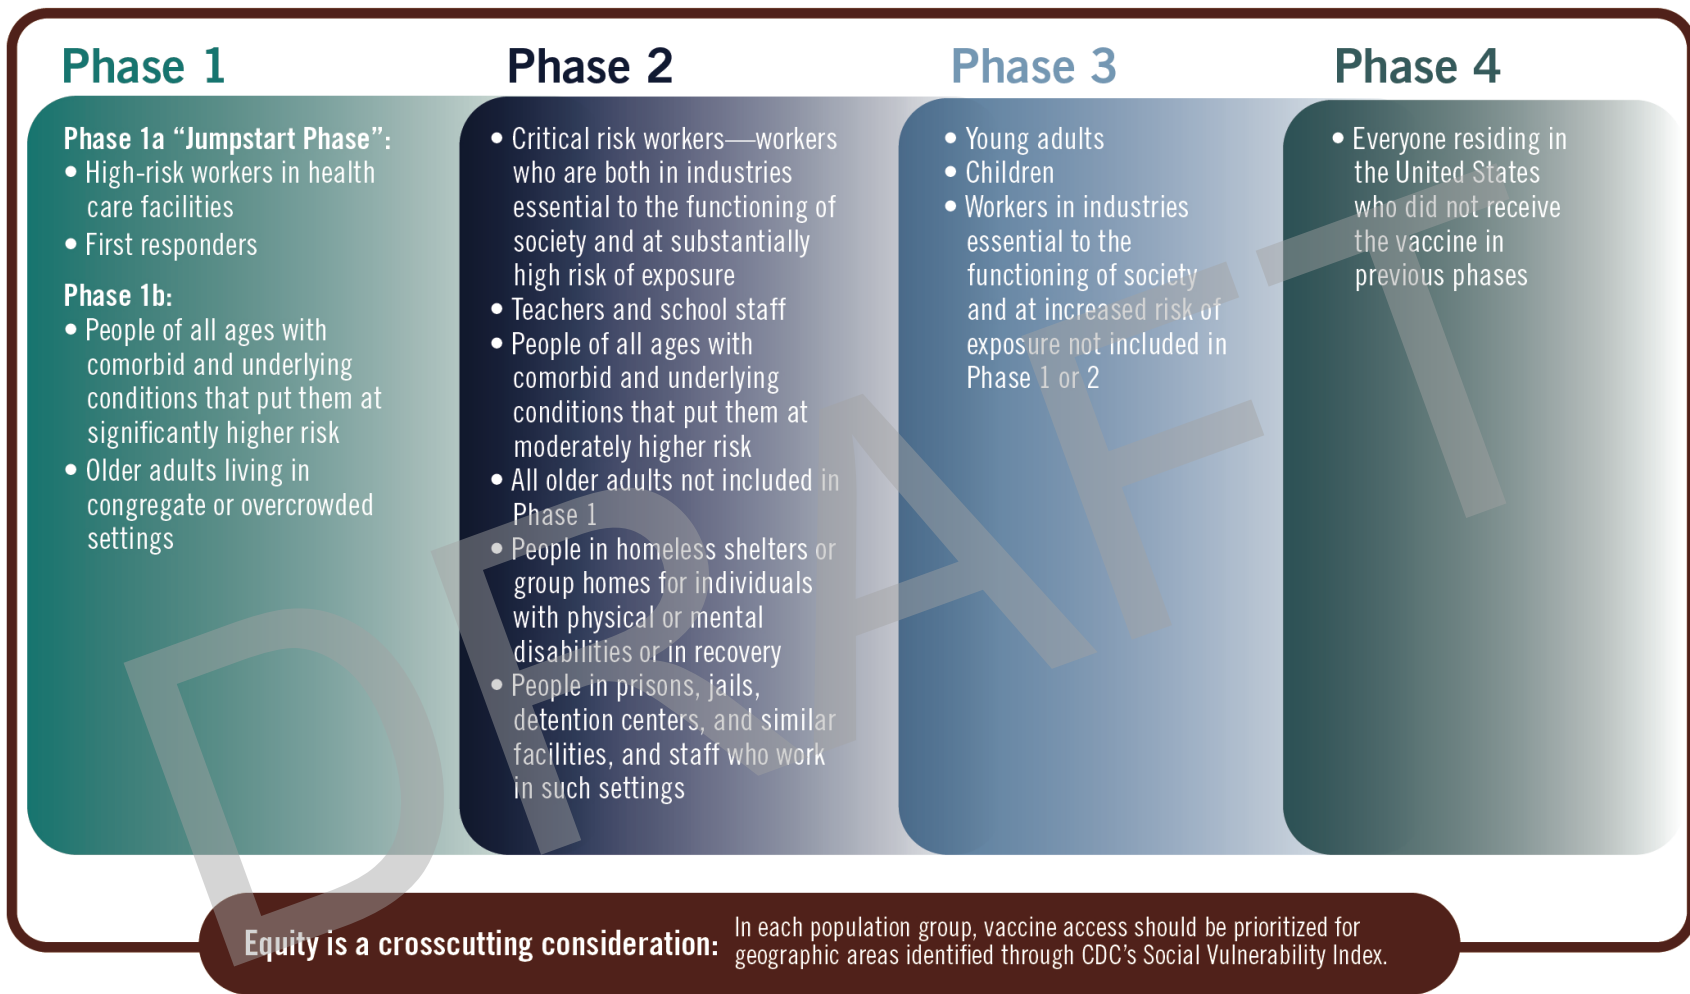 Phase 1
Phase 1a “Jumpstart Phase”:
• High-risk workers in health
care facilities
• First responders
Phase 1b:
• People of all ages with
comorbid and underlying
conditions that put them at
significantly higher risk
• Older adults living in
congregate or overcrowded
settings
Phase 2
• Critical risk workers—workers
who are both in industries
essential to the functioning of
society and at substantially
high risk of exposure
• Teachers and school staff
• People of all ages with
comorbid and underlying
conditions that put them at
moderately higher risk
• All older adults not included in
Phase 1
• People in homeless shelters or
group homes for individuals
with physical or mental
disabilities or in recovery
• People in prisons, jails,
detention centers, and similar
facilities, and staff who work
in such settings
Phase 3
• Young adults
• Children
• Workers in industries
essential to the
functioning of society
and at increased risk of
exposure not included in
Phase 1 or 2
Phase 4
• Everyone residing in
the United States
who did not receive
the vaccine in
previous phases
DRAFT
Equity is a crosscutting consideration:
In each population group, vaccine access should be prioritized for
geographic areas identified through CDC’s Social Vulnerability Index.